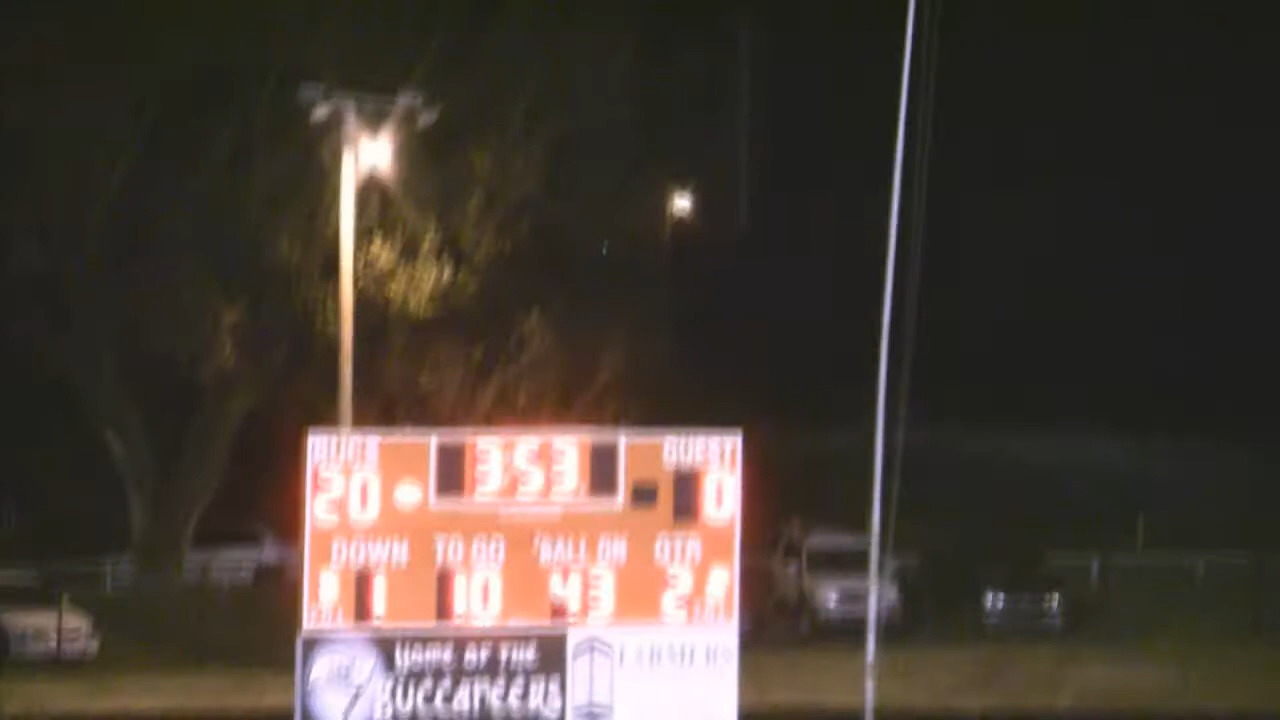 BUCS 3:53 GUEST
20 0
DOWN TO GO BALL ON QTR
1 10 43 2
HOME OF THE
BUCCANEERS
FARMERS